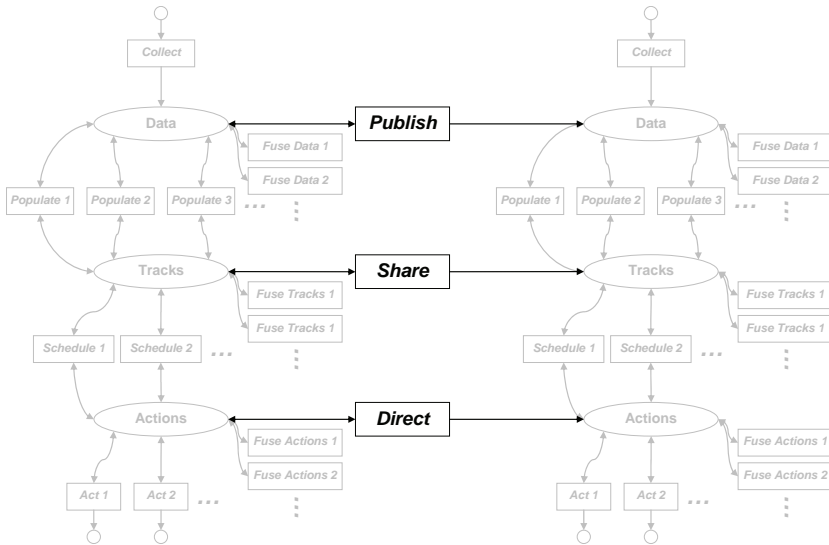 Collect
Collect
Data
Publish
Data
Fuse Data 1
Fuse Data 1
Fuse Data 2
Fuse Data 2
Populate 1
Populate 2
Populate 3
...
Populate 1
Populate 2
Populate 3
...
Tracks
Share
Tracks
Fuse Tracks 1
Fuse Tracks 1
Fuse Tracks 1
Fuse Tracks 1
Schedule 1
Schedule 2
...
Schedule 1
Schedule 2
...
Actions
Direct
Actions
Fuse Actions 1
Fuse Actions 1
Fuse Actions 2
Fuse Actions 2
Act 1
Act 2
...
Act 1
Act 2
...